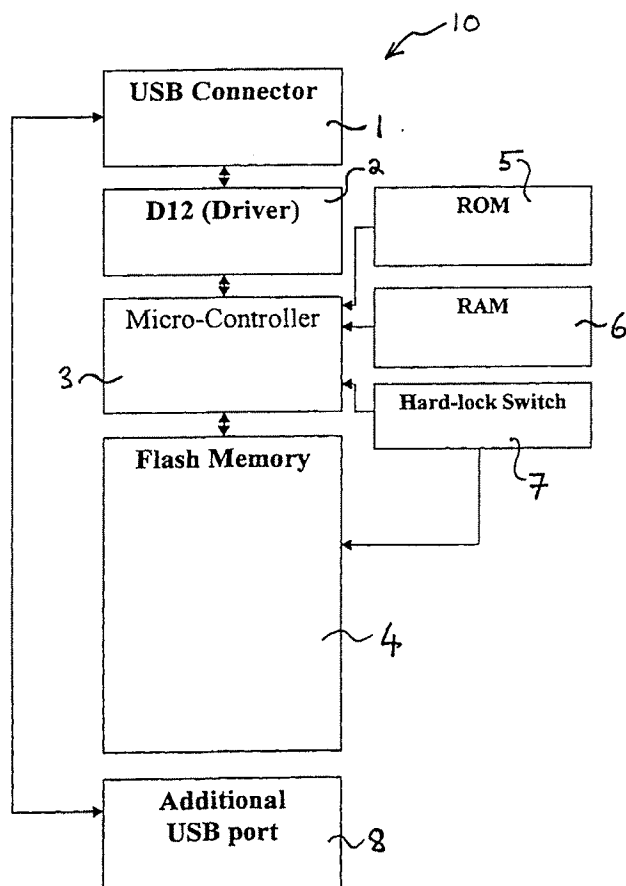 10
USB Connector
1
2
D12 (Driver)
5
ROM
Micro-Controller
3
RAM
6
Hard-lock Switch
7
Flash Memory
4
Additional
USB port
8